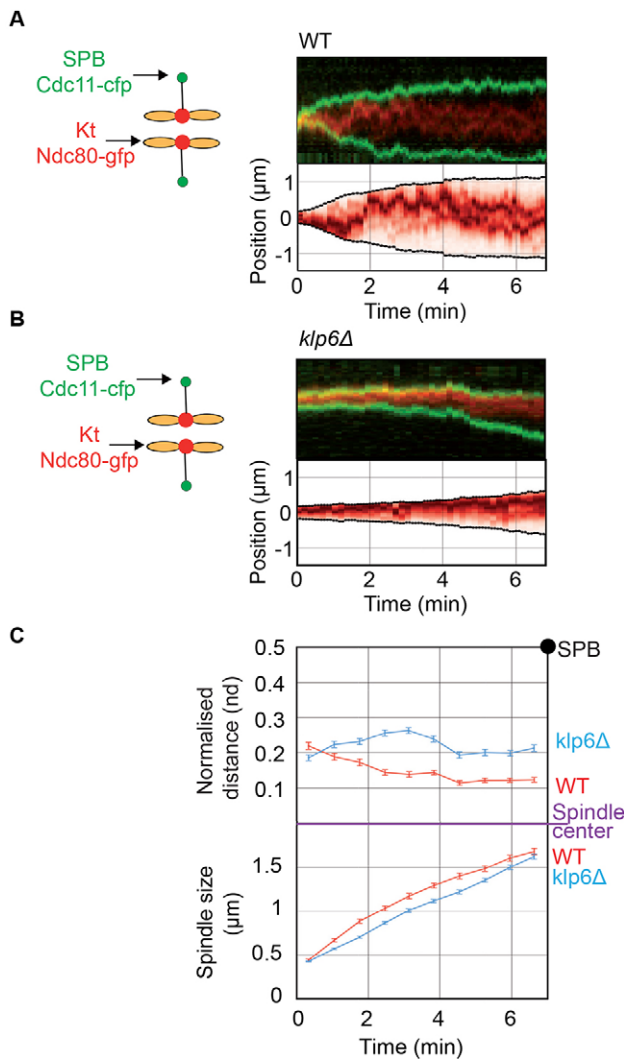 A
SPB
Cdc11-cfp
Kt
Ndc80-gfp
WT
Position (µm)
1
0
-1
0 2 4 6
Time (min)
B
SPB
Cdc11-cfp
Kt
Ndc80-gfp
klp6Δ
Position (µm)
1
0
-1
0 2 4 6
Time (min)
C
Normalised
distance (nd)
0.5
0.4
0.3
0.2
0.1
SPB
klp6Δ
WT
Spindle
center
WT
klp6Δ
Spindle size
(µm)
1.5
1
0.5
0
0 2 4 6
Time (min)